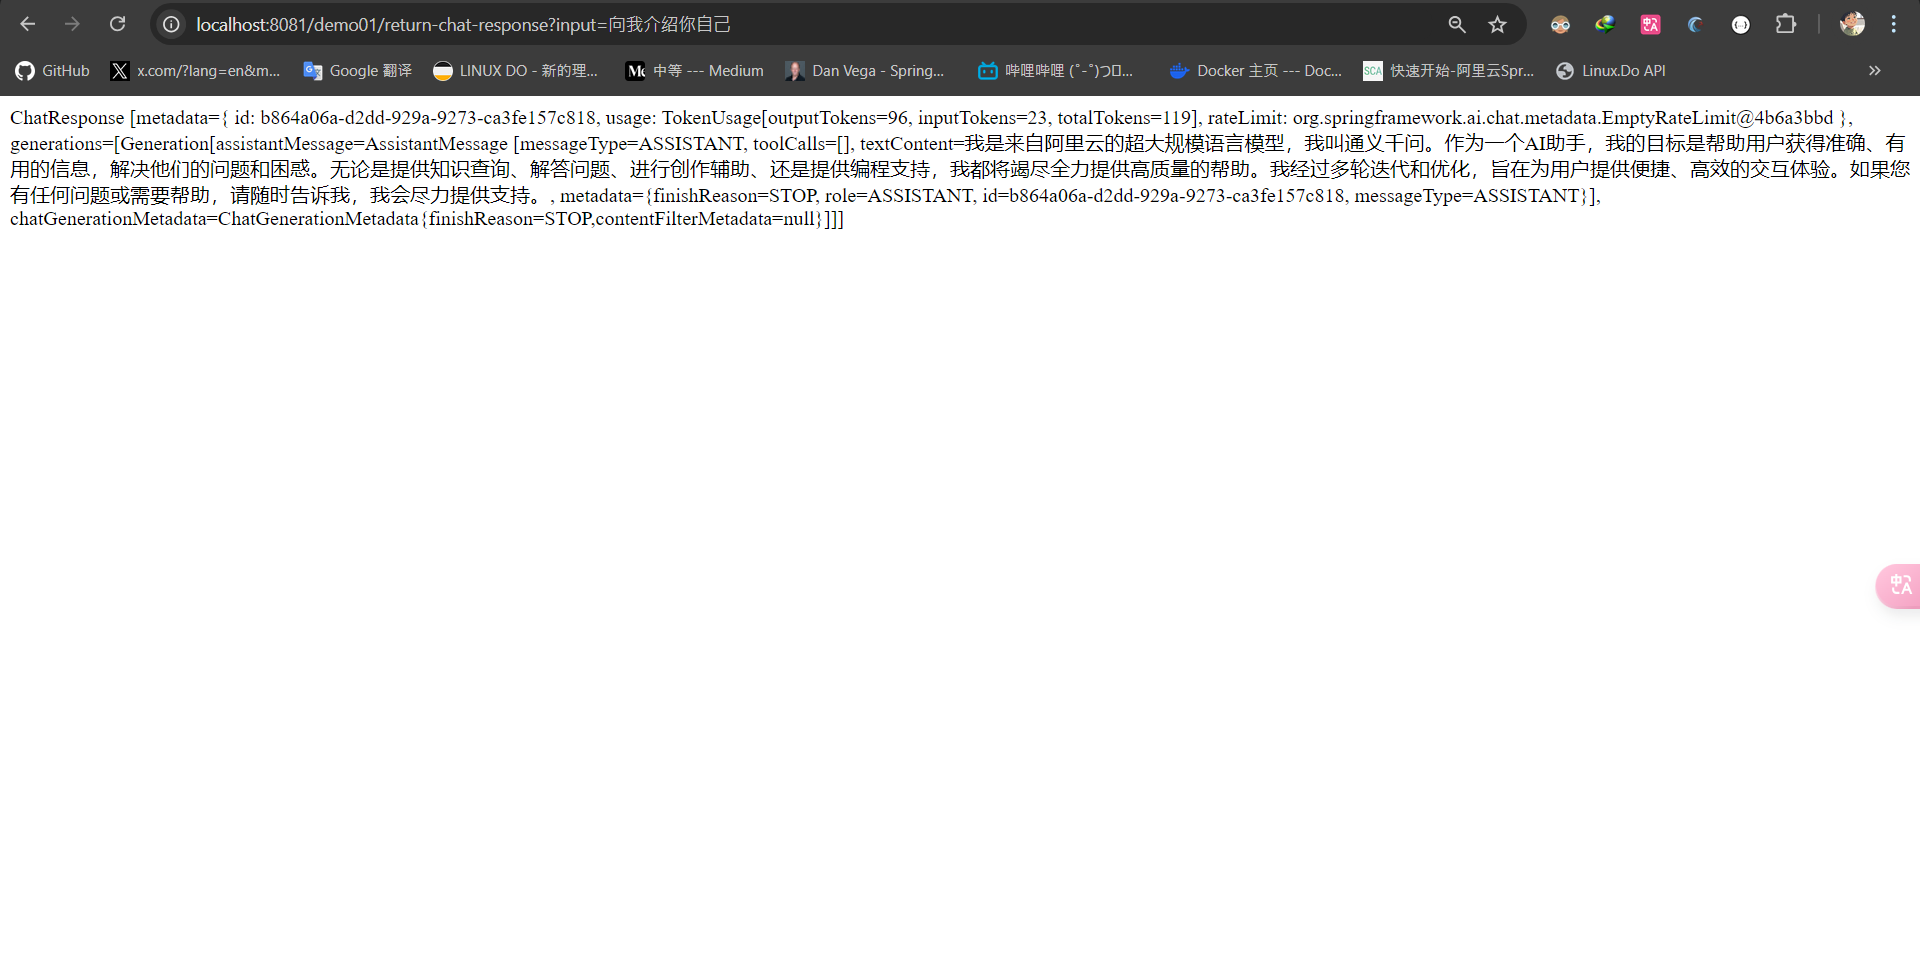 localhost:8081/demo01/return-chat-response?input=向我介绍你自己
GitHub x.com/?lang=en&m... Google 翻译 LINUX DO - 新的理... 中等 --- Medium Dan Vega - Spring... 哔哩哔哩 (゜-゜)つ... Docker 主页 --- Doc... SCA 快速开始-阿里云Spr... Linux.Do API
ChatResponse [metadata={ id: b864a06a-d2dd-929a-9273-ca3fe157c818, usage: TokenUsage[outputTokens=96, inputTokens=23, totalTokens=119], rateLimit: org.springframework.ai.chat.metadata.EmptyRateLimit@4b6a3bbd },
generations=[Generation[assistantMessage=AssistantMessage [messageType=ASSISTANT, toolCalls=[], textContent=我是来自阿里云的超大规模语言模型，我叫通义千问。作为一个AI助手，我的目标是帮助用户获得准确、有
用的信息，解决他们的问题和困惑。无论是提供知识查询、解答问题、进行创作辅助、还是提供编程支持，我都将竭尽全力提供高质量的帮助。我经过多轮迭代和优化，旨在为用户提供便捷、高效的交互体验。如果您
有任何问题或需要帮助，请随时告诉我，我会尽力提供支持。, metadata={finishReason=STOP, role=ASSISTANT, id=b864a06a-d2dd-929a-9273-ca3fe157c818, messageType=ASSISTANT}],
chatGenerationMetadata=ChatGenerationMetadata{finishReason=STOP,contentFilterMetadata=null}]]]